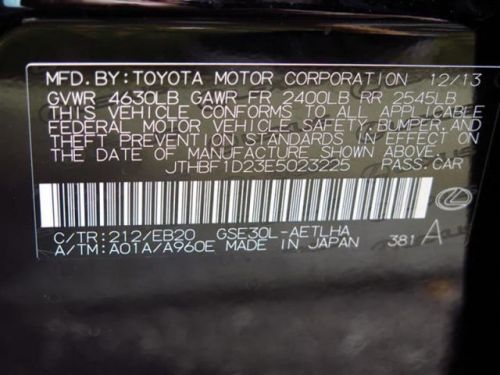 MFD.BY:TOYOTA MOTOR CORPORATION 12/13
GVWR 4630LB GAWR FR 2400LB RR 2545LB
THIS VEHICLE CONFORMS TO ALL APPLICABLE
FEDERAL MOTOR VEHICLE SAFETY,BUMPER,AND
THEFT PREVENTION STANDARDS IN EFFECT ON
THE DATE OF MANUFACTURE SHOWN ABOVE.
JTHBF1D23E5023225 PASS.CAR
C/TR:212/EB20 GSE30L-AETLHA
A/TM:A01A/A960E MADE IN JAPAN 381 A